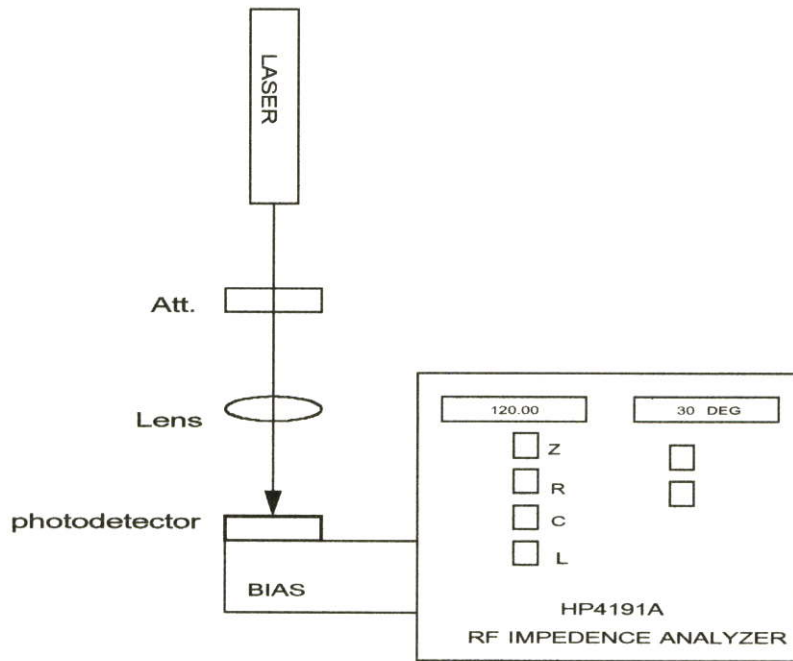 LASER
Att.
Lens
120.00
30 DEG
Z
R
photodetector
C
L
BIAS
HP4191A
RF IMPEDENCE ANALYZER